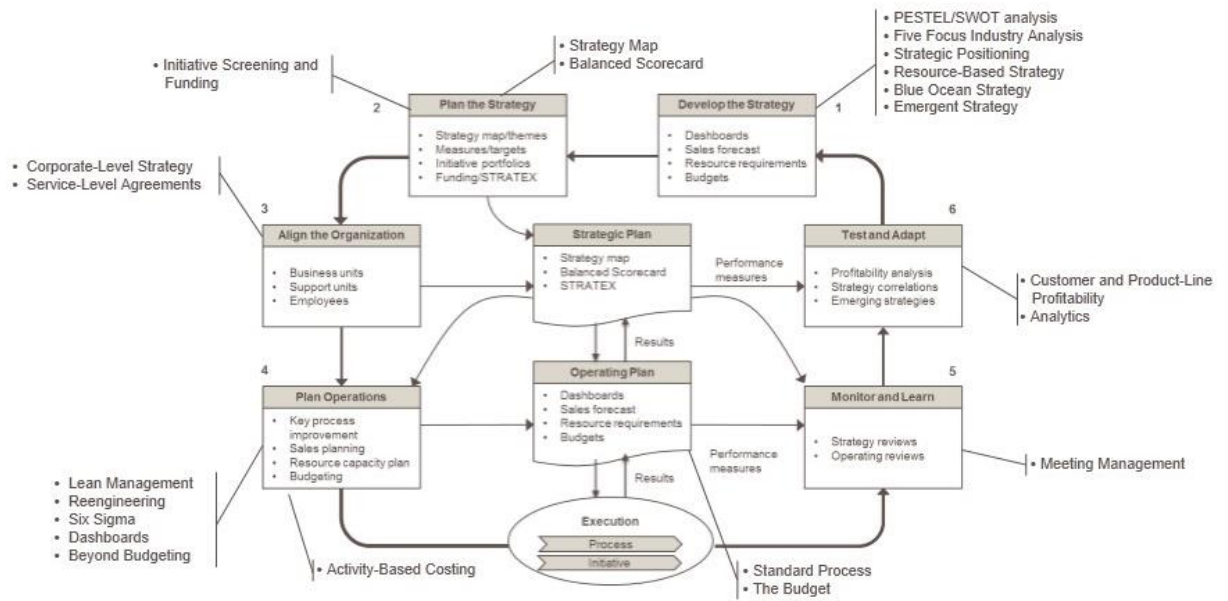 • PESTEL/SWOT analysis
• Five Focus Industry Analysis
• Strategic Positioning
• Resource-Based Strategy
• Blue Ocean Strategy
• Emergent Strategy
• Strategy Map
• Balanced Scorecard
• Initiative Screening and
Funding
2
Plan the Strategy
• Strategy map/themes
• Measures/targets
• Initiative portfolios
• Funding/STRATEX
Develop the Strategy
1
• Dashboards
• Sales forecast
• Resource requirements
• Budgets
• Corporate-Level Strategy
• Service-Level Agreements
3
Align the Organization
• Business units
• Support units
• Employees
Strategic Plan
• Strategy map
• Balanced Scorecard
• STRATEX
Performance
measures
6
Test and Adapt
• Profitability analysis
• Strategy correlations
• Emerging strategies
• Customer and Product-Line
Profitability
• Analytics
Results
4
Plan Operations
• Key process
improvement
• Sales planning
• Resource capacity plan
• Budgeting
Operating Plan
• Dashboards
• Sales forecast
• Resource requirements
• Budgets
Performance
measures
5
Monitor and Learn
• Strategy reviews
• Operating reviews
• Meeting Management
Results
• Lean Management
• Reengineering
• Six Sigma
• Dashboards
• Beyond Budgeting
• Activity-Based Costing
Execution
Process
Initiative
• Standard Process
• The Budget